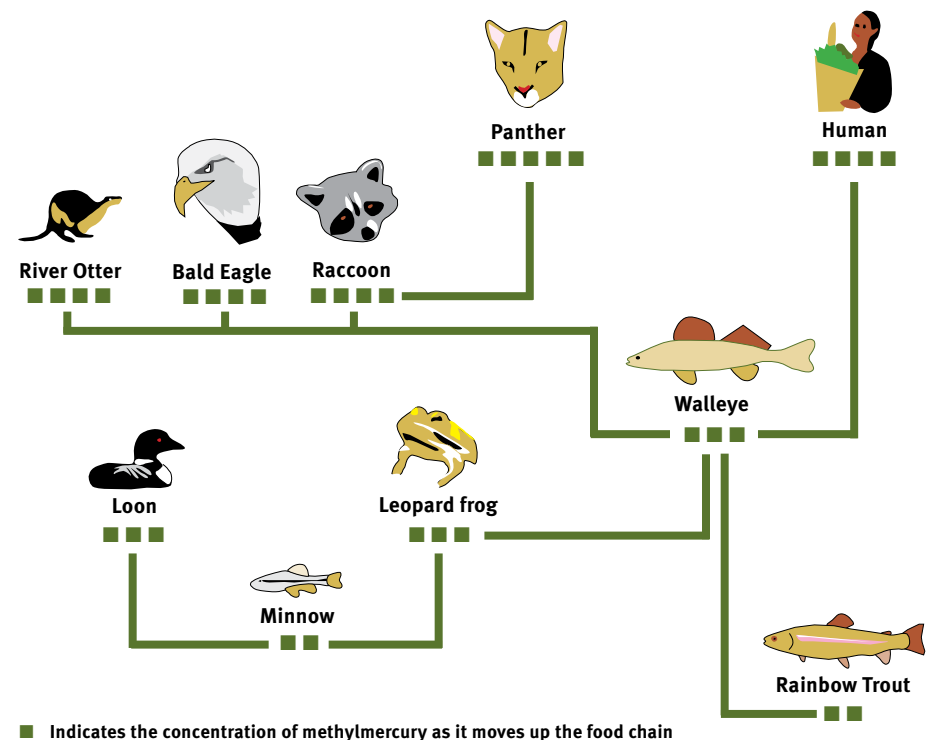 Panther
Human
River Otter
Bald Eagle
Raccoon
Walleye
Loon
Leopard frog
Minnow
Rainbow Trout
Indicates the concentration of methylmercury as it moves up the food chain